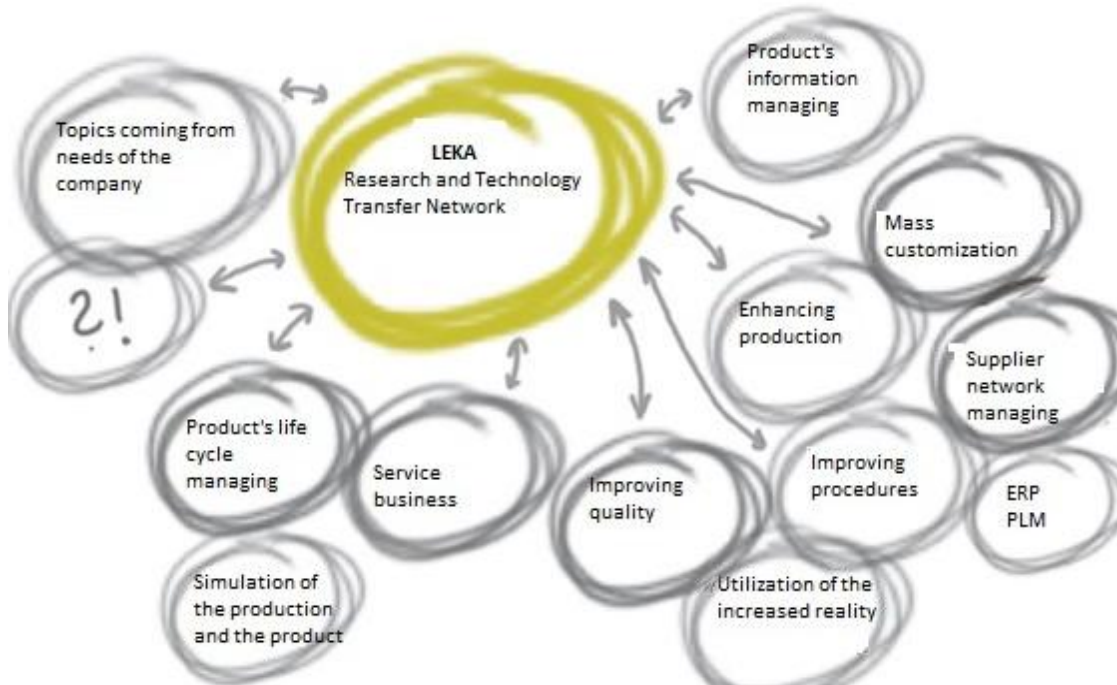 Product's
information
managing
Topics coming from
needs of the
company
LEKA
Research and Technology
Transfer Network
Mass
customization
?!
Enhancing
production
Supplier
network
managing
Product's life
cycle
managing
Service
business
Improving
quality
Improving
procedures
ERP
PLM
Simulation of
the production
and the product
Utilization of the
increased reality